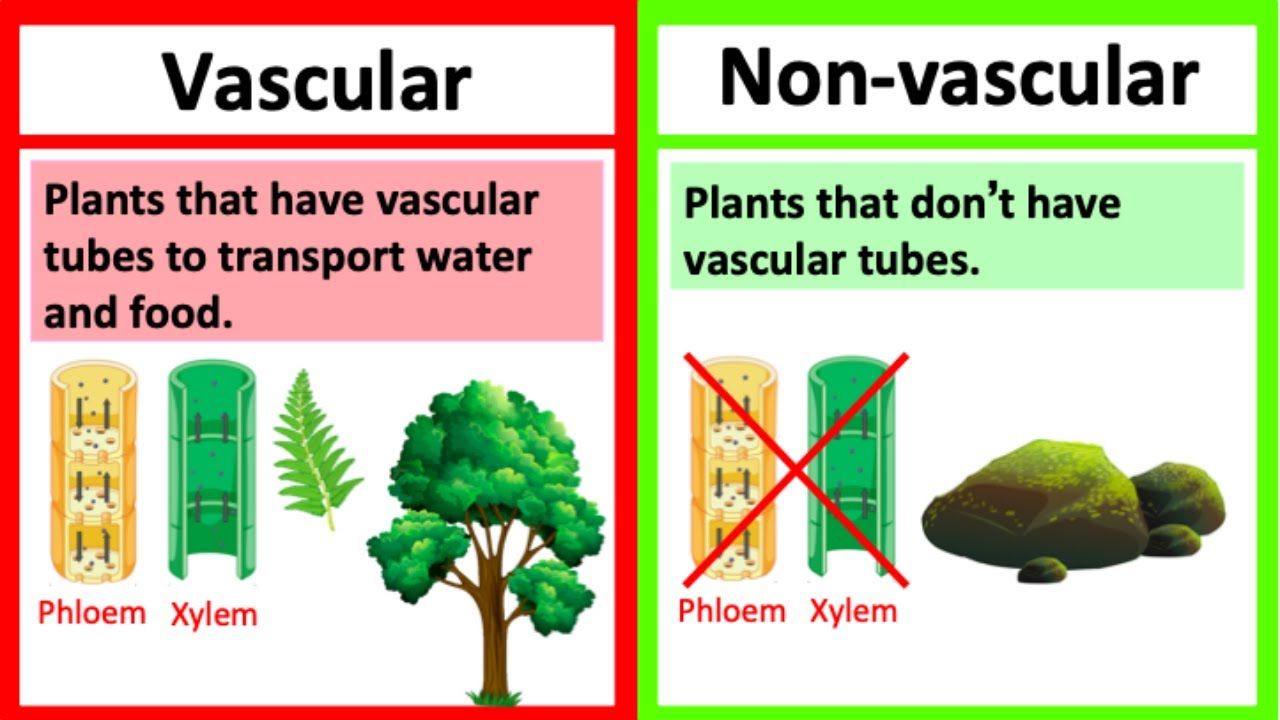 Vascular
Plants that have vascular
tubes to transport water
and food.
Phloem Xylem
Non-vascular
Plants that don’t have
vascular tubes.
Phloem Xylem